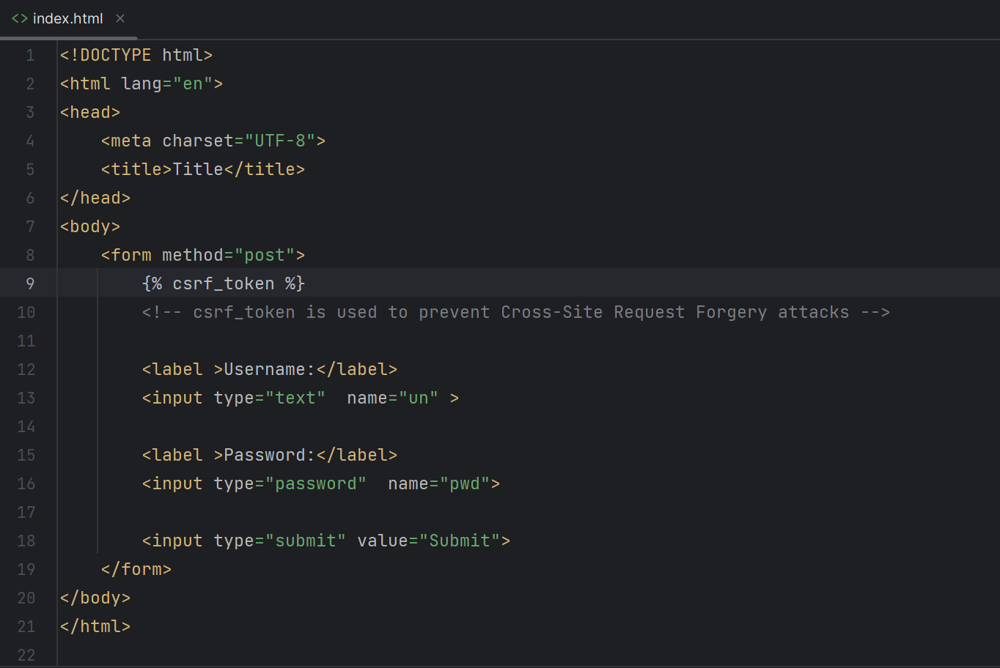 <> index.html ×
1 <!DOCTYPE html>
2 <html lang="en">
3 <head>
4     <meta charset="UTF-8">
5     <title>Title</title>
6 </head>
7 <body>
8     <form method="post">
9         {% csrf_token %}
10         <!-- csrf_token is used to prevent Cross-Site Request Forgery attacks -->
11
12         <label >Username:</label>
13         <input type="text"  name="un" >
14
15         <label >Password:</label>
16         <input type="password"  name="pwd">
17
18         <input type="submit" value="Submit">
19     </form>
20 </body>
21 </html>
22